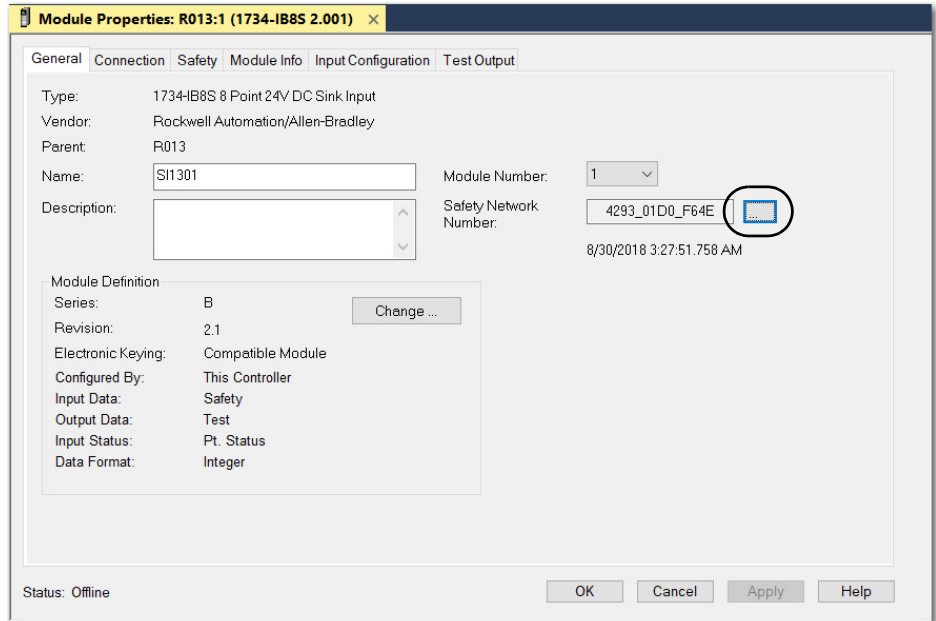 Module Properties: R013:1 (1734-IB8S 2.001) ×
General Connection Safety Module Info Input Configuration Test Output
Type: 1734-IB8S 8 Point 24V DC Sink Input
Vendor: Rockwell Automation/Allen-Bradley
Parent: R013
Name: SI1301
Module Number: 1
Description:
Safety Network Number: 4293_01D0_F64E ...
8/30/2018 3:27:51.758 AM
Module Definition
Series: B
Change ...
Revision: 2.1
Electronic Keying: Compatible Module
Configured By: This Controller
Input Data: Safety
Output Data: Test
Input Status: Pt. Status
Data Format: Integer
Status: Offline
OK Cancel Apply Help